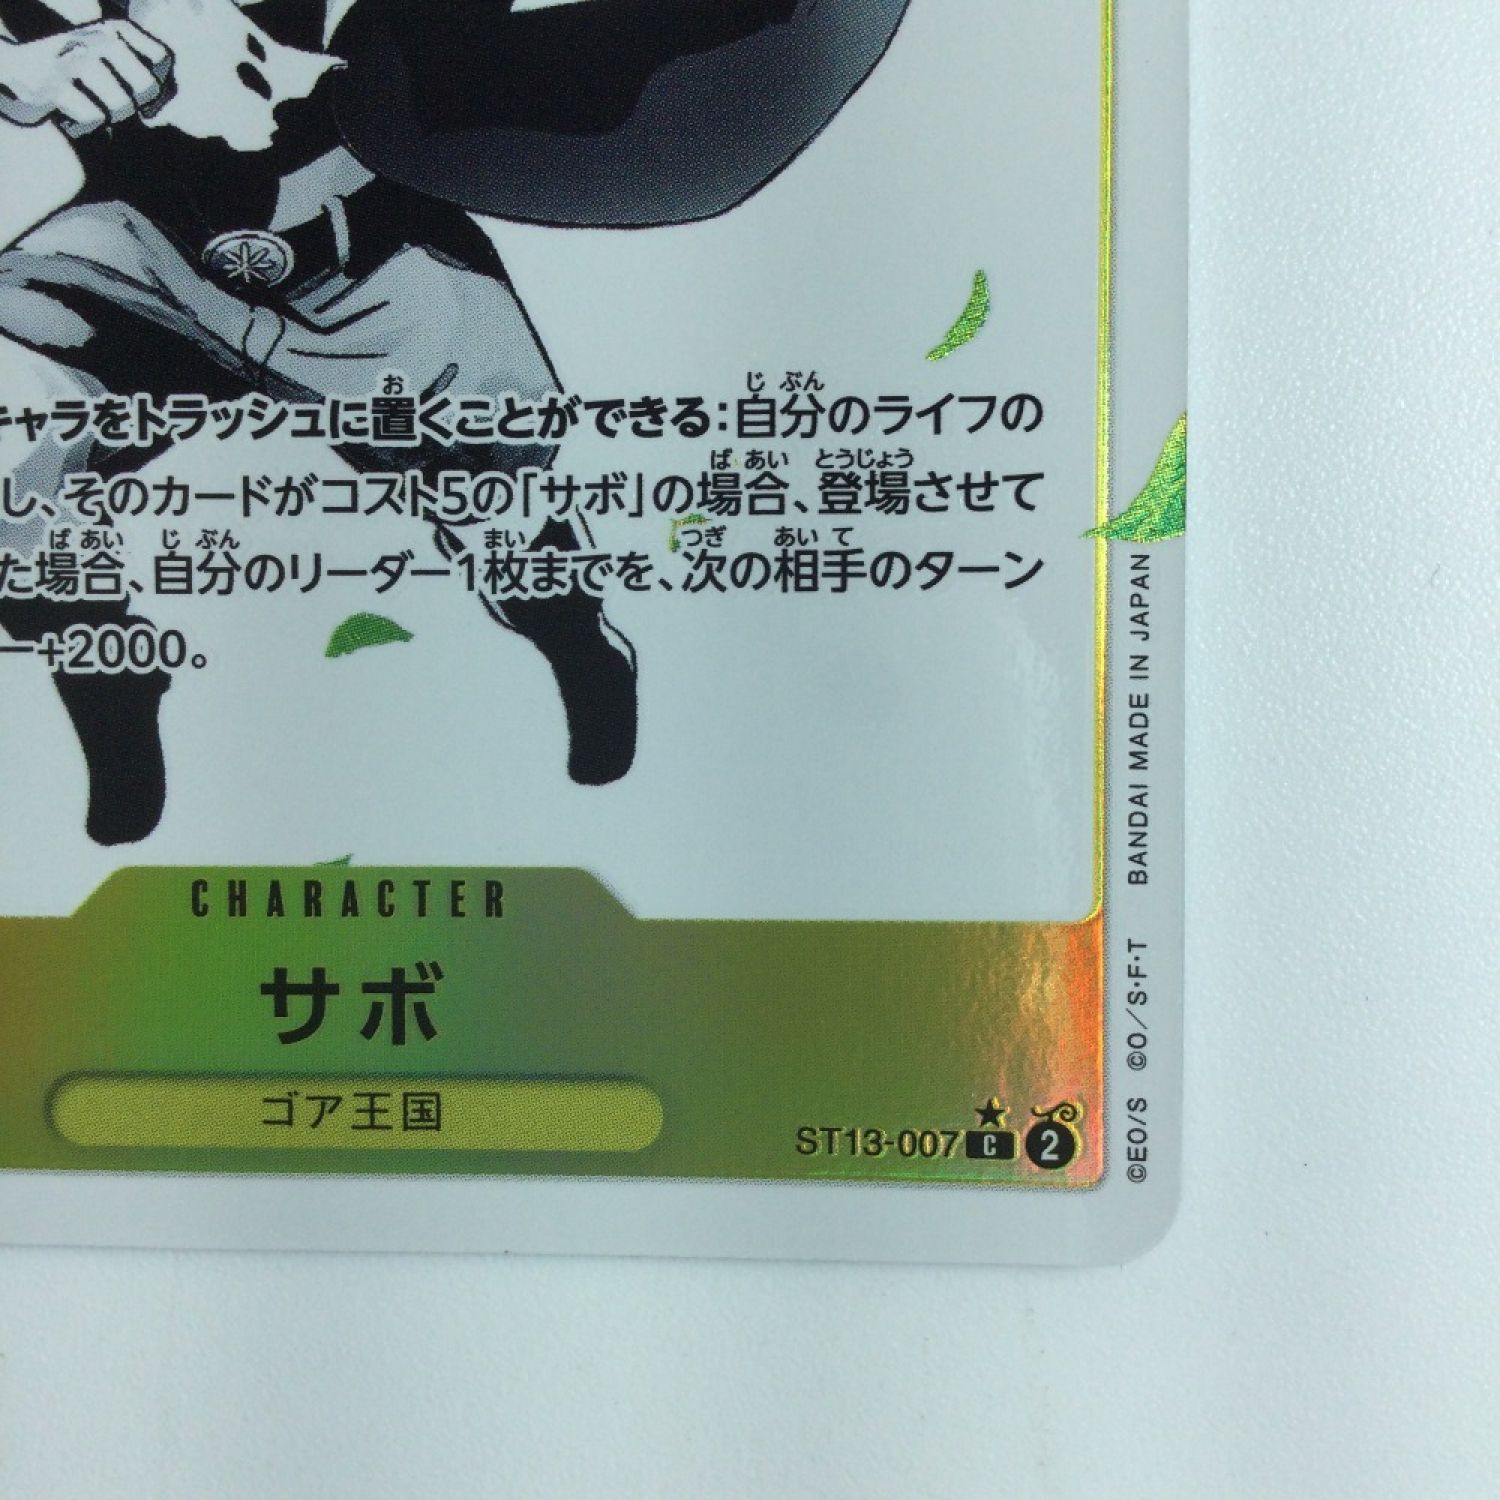 キャラをトラッシュに置くことができる:自分のライフの
し、そのカードがコスト5の「サボ」の場合、登場させて
た場合、自分のリーダー1枚までを、次の相手のターン
ー+2000。
CHARACTER
サボ
ゴア王国
ST13-007 C 2
©EO/S ©O/S・F・T BANDAI MADE IN JAPAN